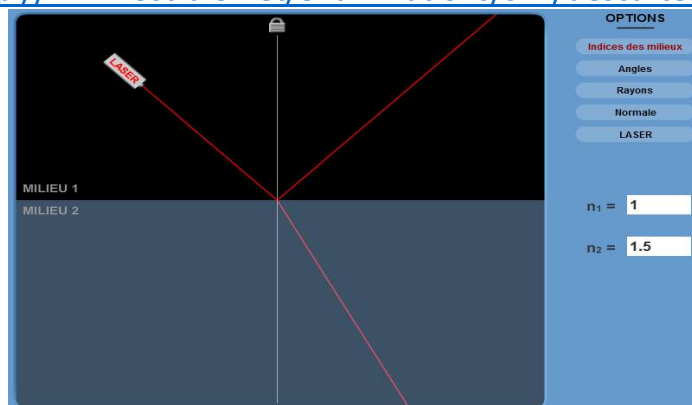 OPTIONS
Indices des milieux
Angles
Rayons
Normale
LASER
LASER
MILIEU 1
MILIEU 2
n₁ = 1
n₂ = 1.5